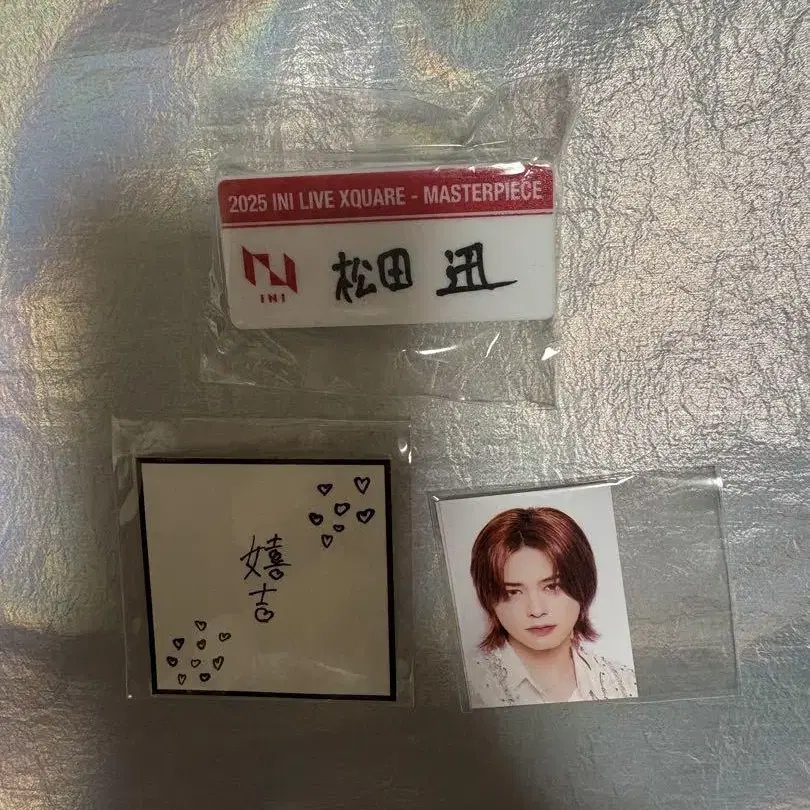 2025 INI LIVE XQUARE - MASTERPIECE
INI
松田 迅
嬉
吉